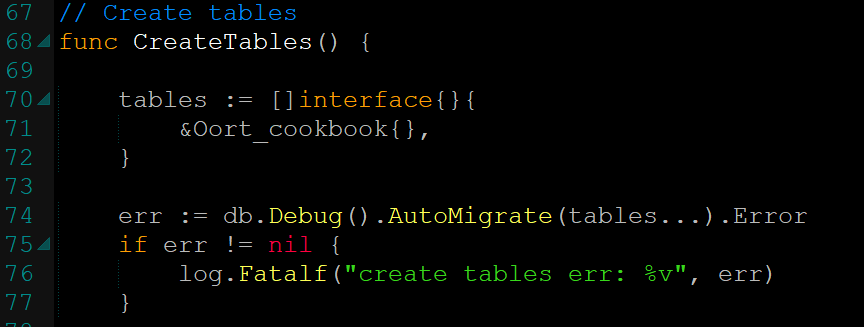 67 // Create tables
68 func CreateTables() {
69
70     tables := []interface{}{
71         &Oort_cookbook{},
72     }
73
74     err := db.Debug().AutoMigrate(tables...).Error
75     if err != nil {
76         log.Fatalf("create tables err: %v", err)
77     }